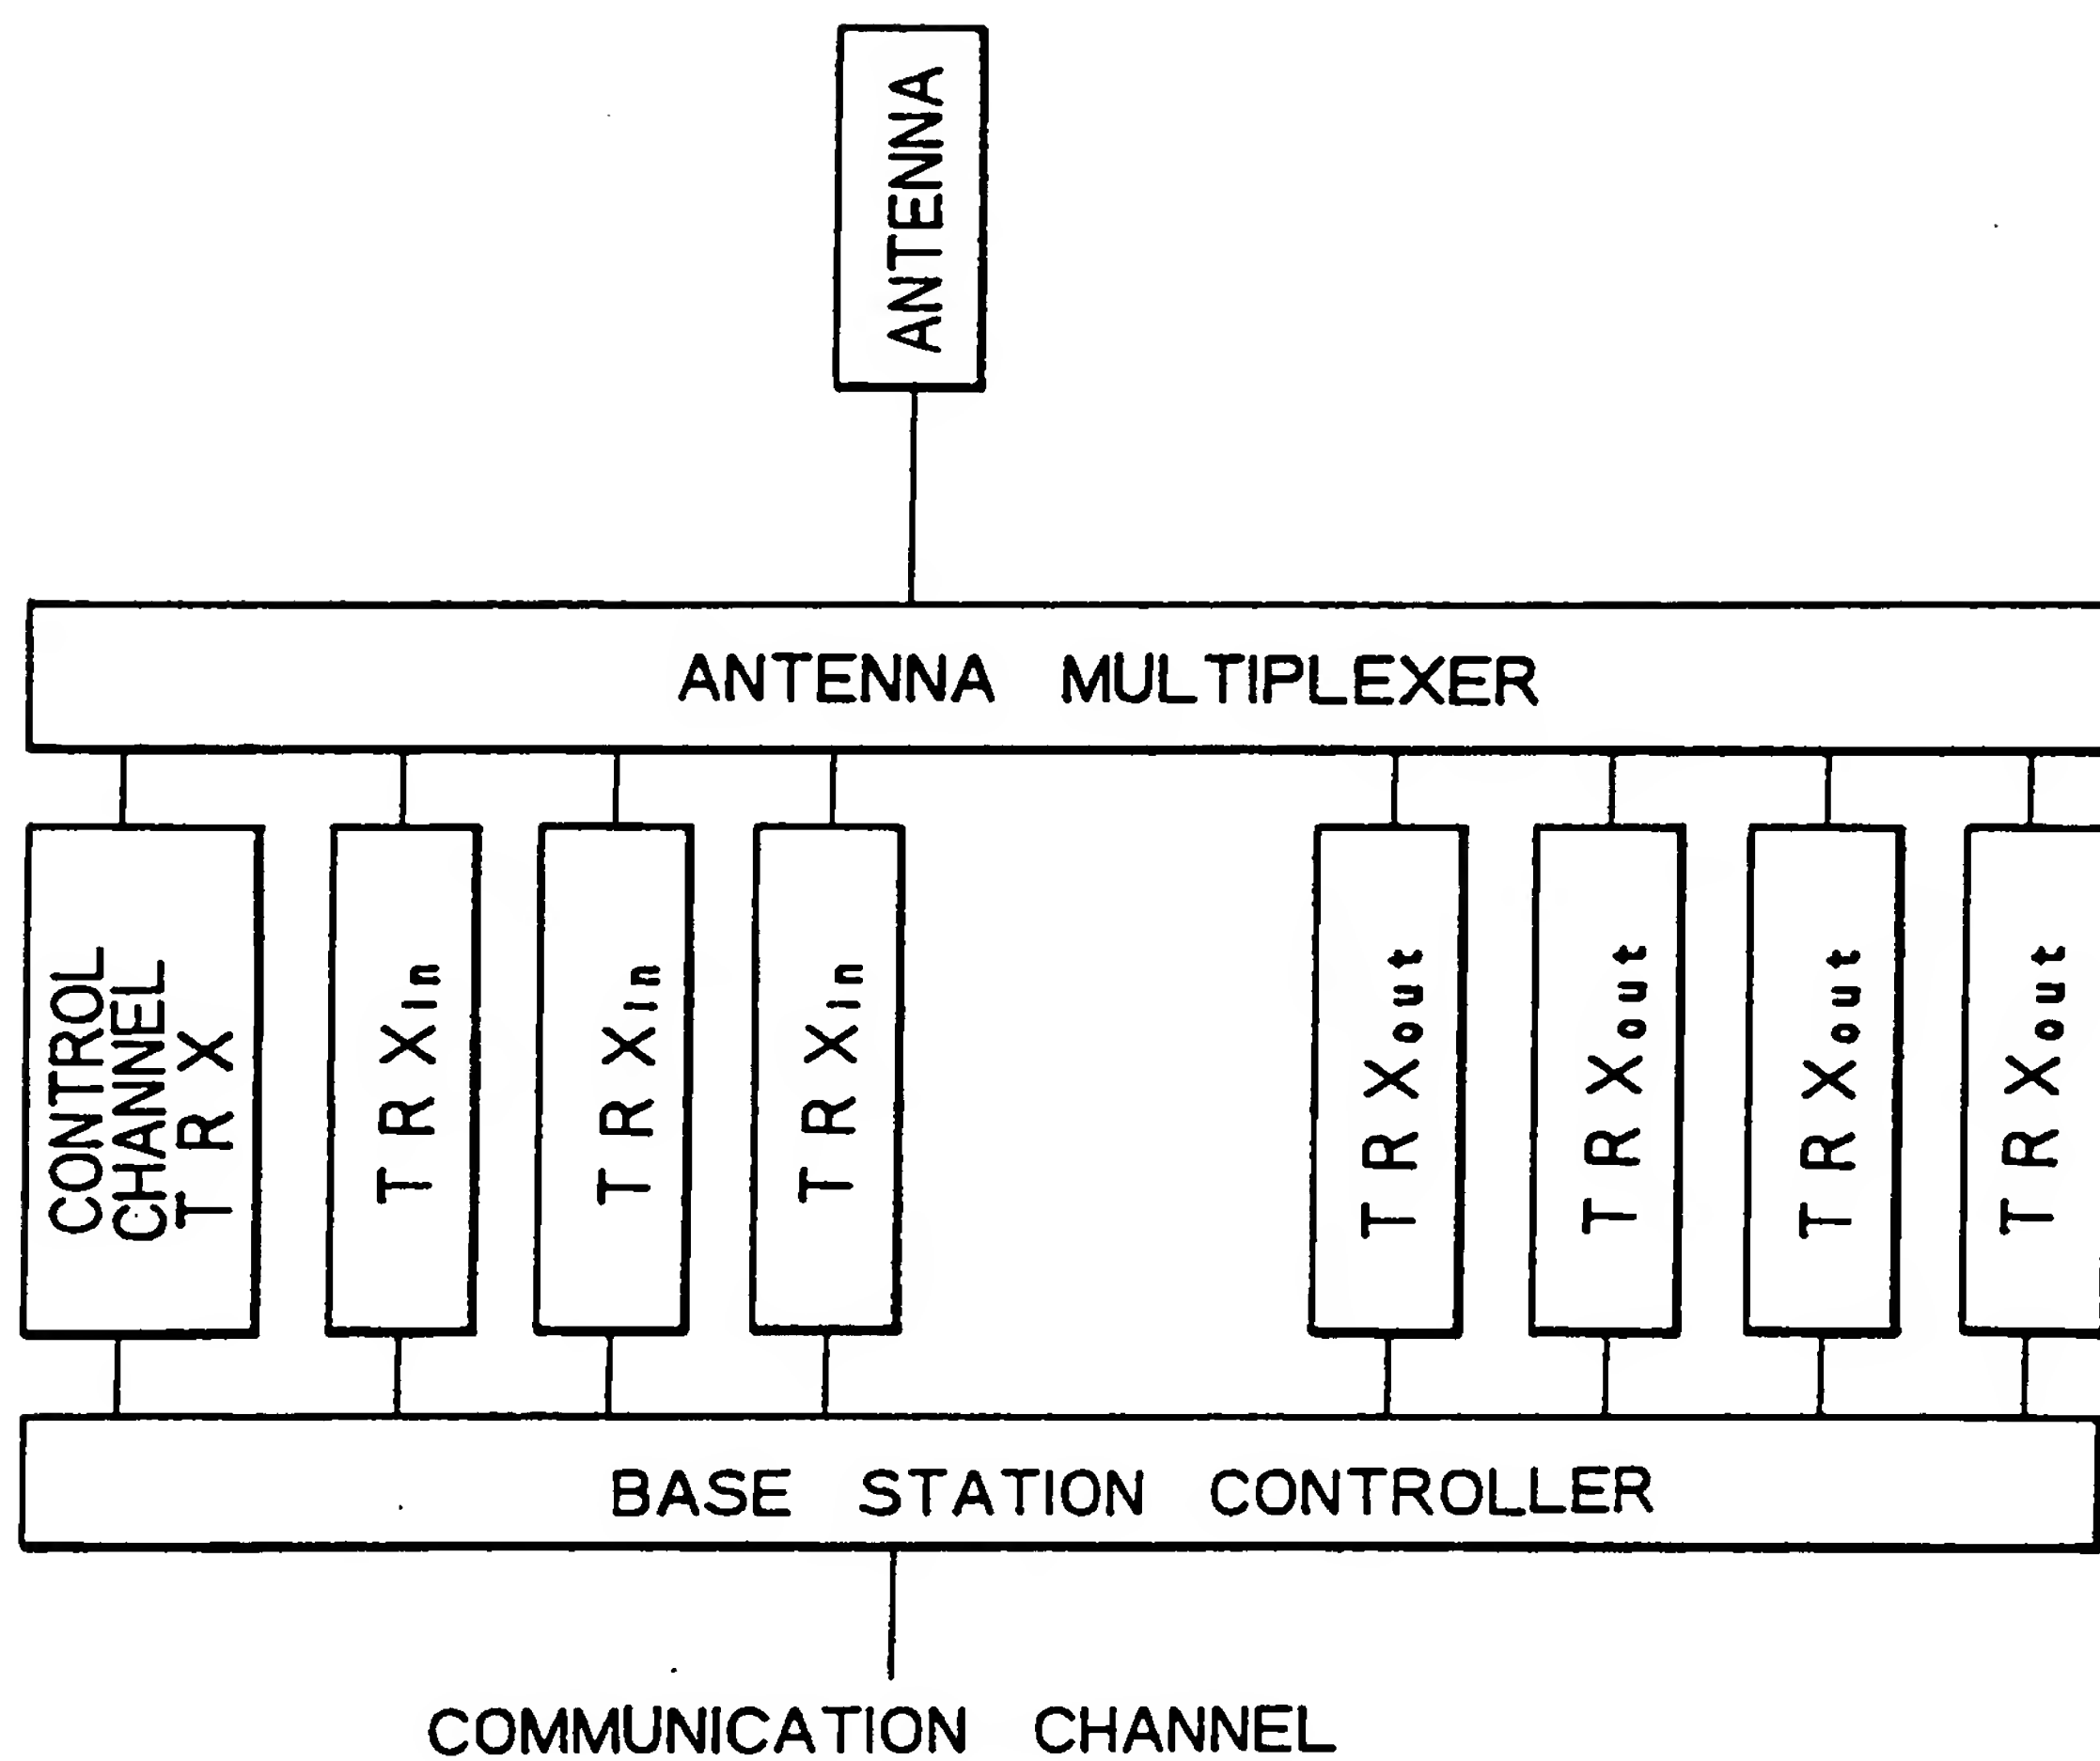 ANTENNA
ANTENNA MULTIPLEXER
CONTROL
CHANNEL
TRX
TRXin
TRXin
TRXin
TRXout
TRXout
TRXout
TRXout
BASE STATION CONTROLLER
COMMUNICATION CHANNEL